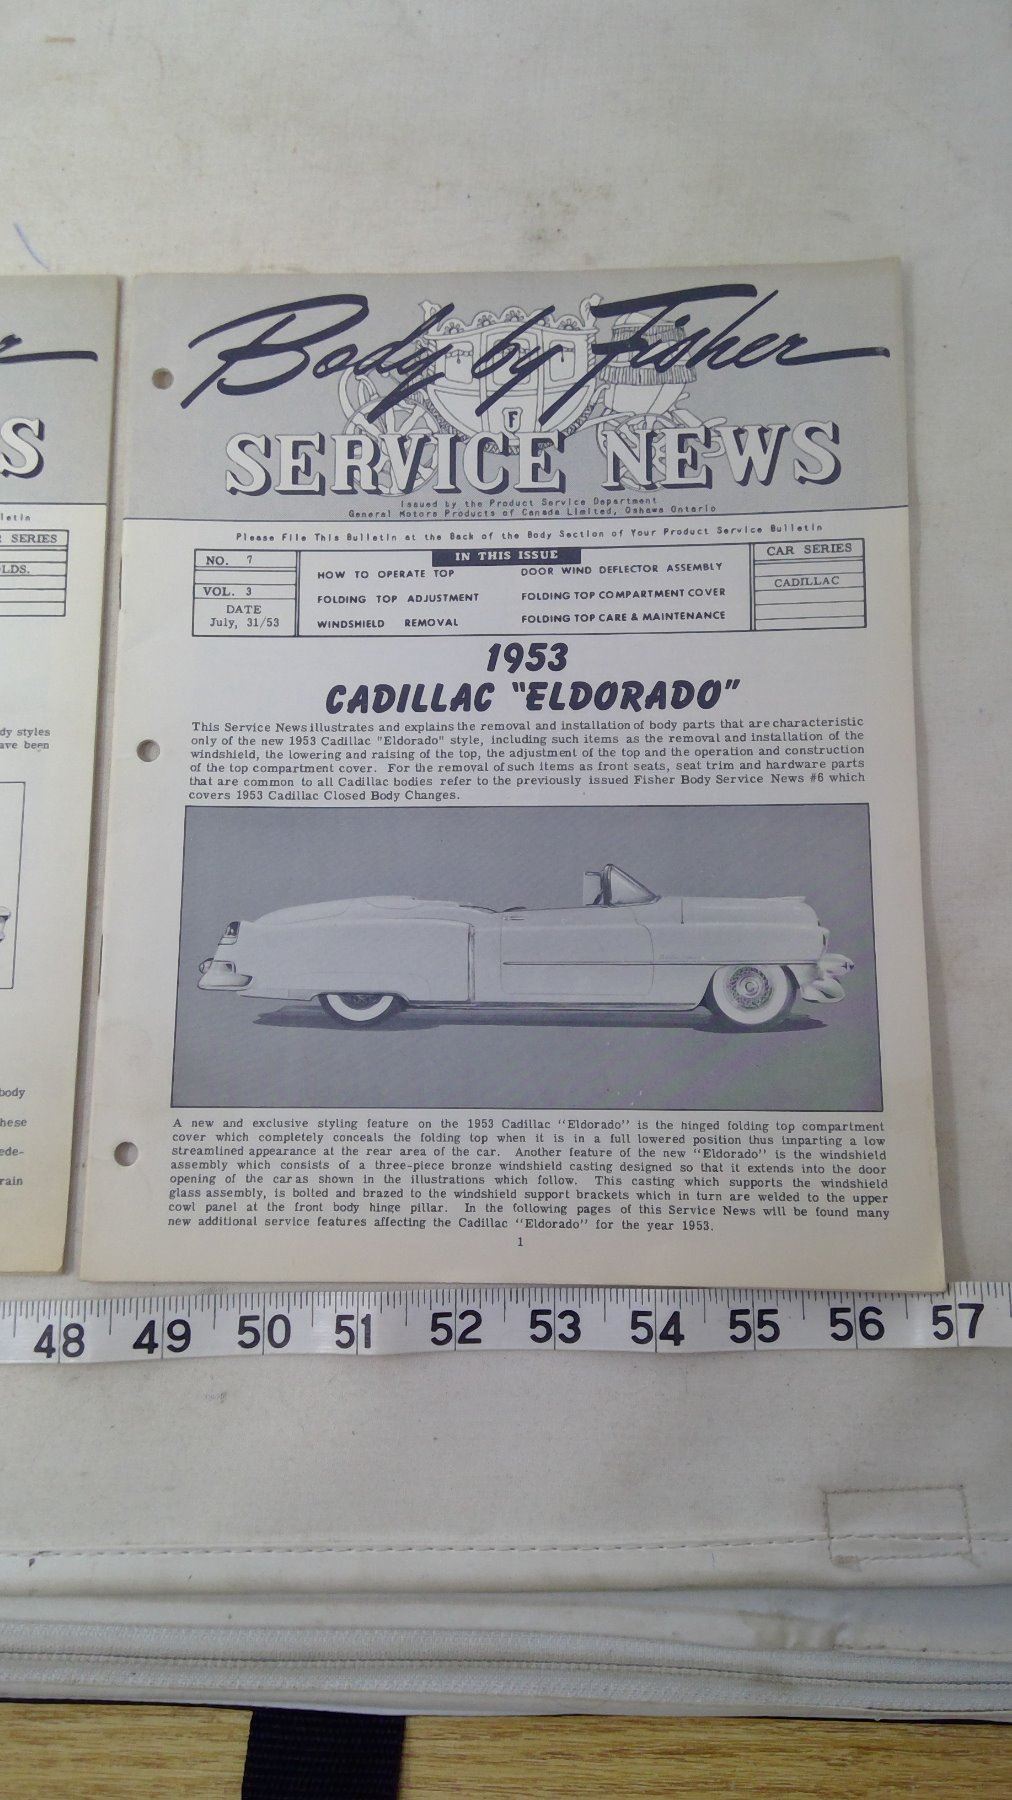 r
S
lletin
R SERIES
LDS.
dy styles
ave been
body
hese
ede-
rain
Body by Fisher
F
SERVICE NEWS
Issued by the Product Service Department
General Motors Products of Canada Limited, Oshawa Ontario
Please File This Bulletin at the Back of the Body Section of Your Product Service Bulletin
NO. 7
VOL. 3
DATE
July, 31/53
IN THIS ISSUE
HOW TO OPERATE TOP
FOLDING TOP ADJUSTMENT
WINDSHIELD REMOVAL
DOOR WIND DEFLECTOR ASSEMBLY
FOLDING TOP COMPARTMENT COVER
FOLDING TOP CARE & MAINTENANCE
CAR SERIES
CADILLAC
1953
CADILLAC "ELDORADO"
This Service News illustrates and explains the removal and installation of body parts that are characteristic
only of the new 1953 Cadillac "Eldorado" style, including such items as the removal and installation of the
windshield, the lowering and raising of the top, the adjustment of the top and the operation and construction
of the top compartment cover. For the removal of such items as front seats, seat trim and hardware parts
that are common to all Cadillac bodies refer to the previously issued Fisher Body Service News #6 which
covers 1953 Cadillac Closed Body Changes.
A new and exclusive styling feature on the 1953 Cadillac "Eldorado" is the hinged folding top compartment
cover which completely conceals the folding top when it is in a full lowered position thus imparting a low
streamlined appearance at the rear area of the car. Another feature of the new "Eldorado" is the windshield
assembly which consists of a three-piece bronze windshield casting designed so that it extends into the door
opening of the car as shown in the illustrations which follow. This casting which supports the windshield
glass assembly, is bolted and brazed to the windshield support brackets which in turn are welded to the upper
cowl panel at the front body hinge pillar. In the following pages of this Service News will be found many
new additional service features affecting the Cadillac "Eldorado" for the year 1953.
1
48 49 50 51 52 53 54 55 56 57